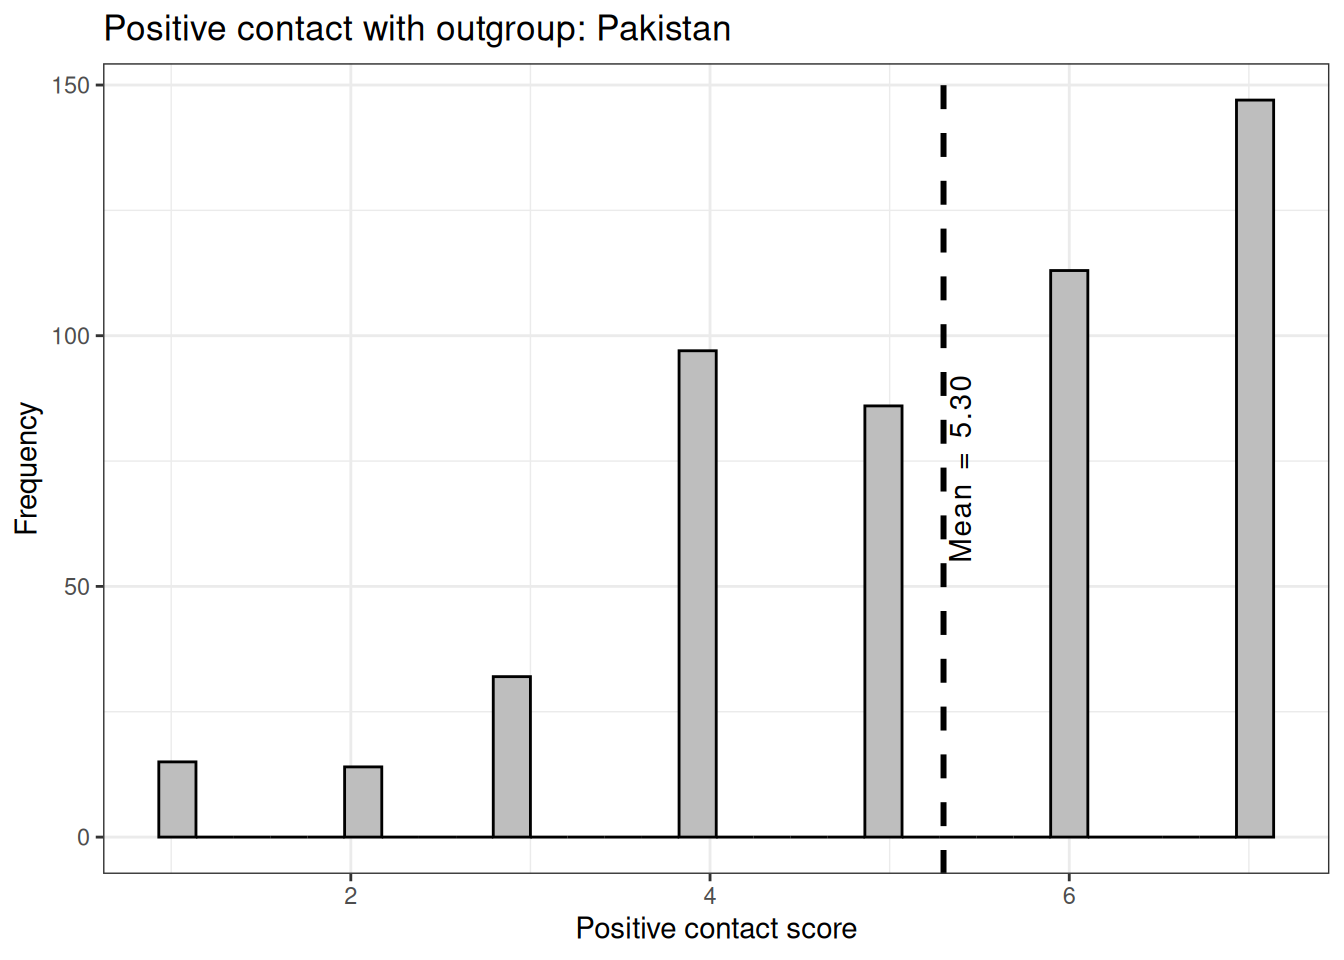 Positive contact with outgroup: Pakistan
150
100
50
0
Frequency
Mean = 5.30
2
4
6
Positive contact score